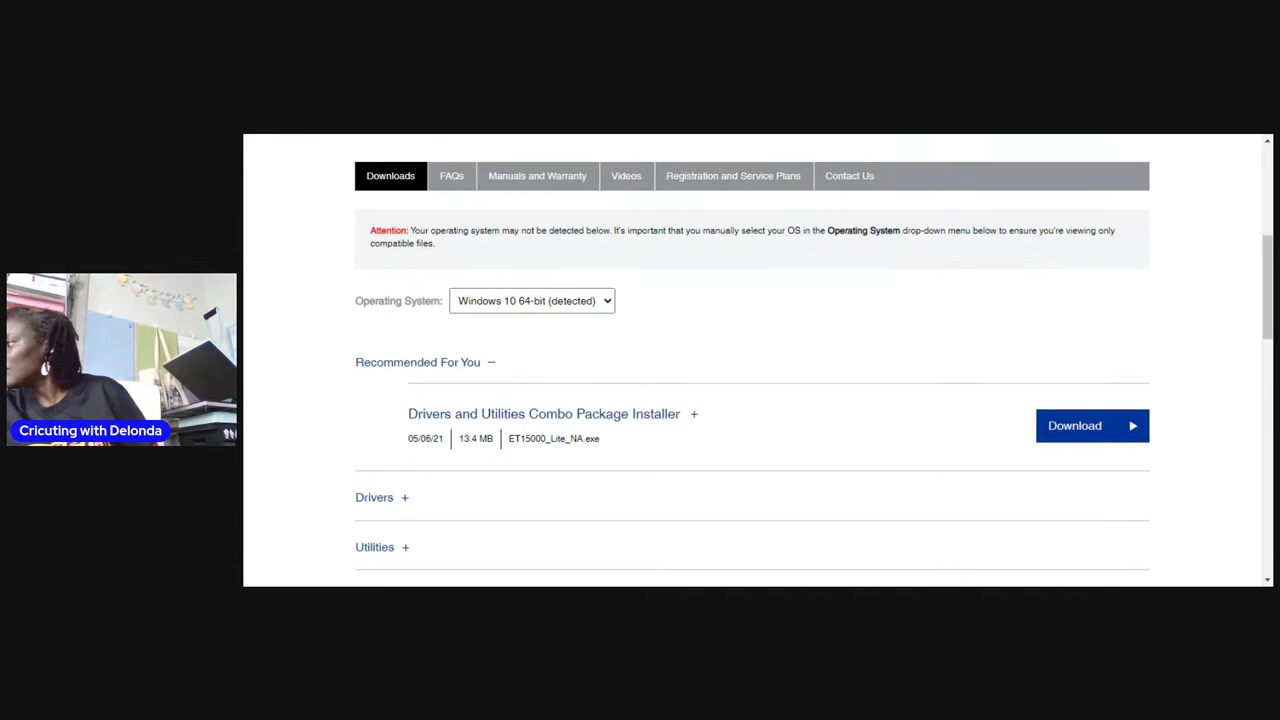 Downloads
FAQs
Manuals and Warranty
Videos
Registration and Service Plans
Contact Us
Attention: Your operating system may not be detected below. It's important that you manually select your OS in the Operating System drop-down menu below to ensure you're viewing only
compatible files.
Operating System: Windows 10 64-bit (detected)
Recommended For You −
Drivers and Utilities Combo Package Installer +
05/06/21 | 13.4 MB | ET15000_Lite_NA.exe
Download
Drivers +
Utilities +
Cricuting with Delonda